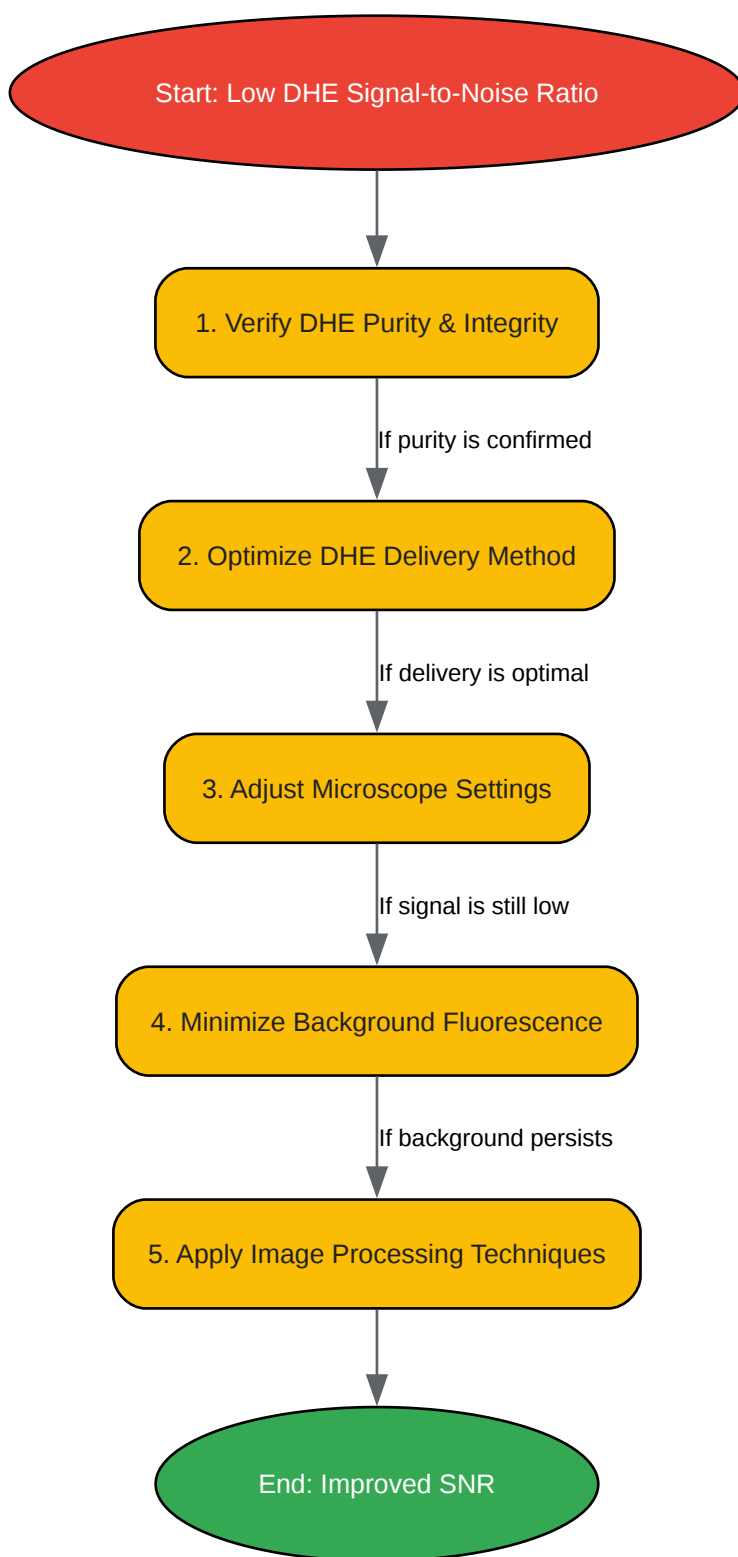 Start: Low DHE Signal-to-Noise Ratio
1. Verify DHE Purity & Integrity
If purity is confirmed
2. Optimize DHE Delivery Method
If delivery is optimal
3. Adjust Microscope Settings
If signal is still low
4. Minimize Background Fluorescence
If background persists
5. Apply Image Processing Techniques
End: Improved SNR